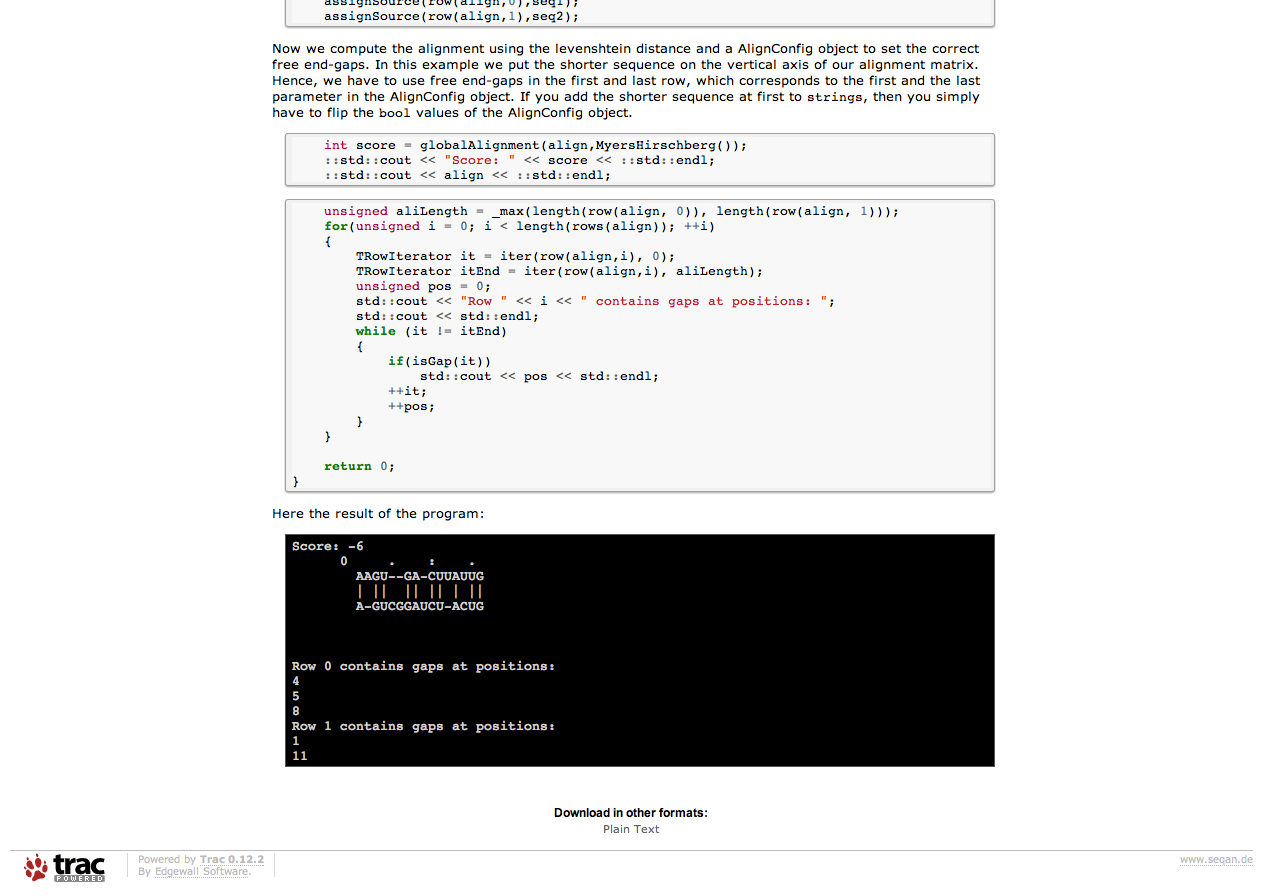 assignSource(row(align,0),seq1);
assignSource(row(align,1),seq2);
Now we compute the alignment using the levenshtein distance and a AlignConfig object to set the correct
free end-gaps. In this example we put the shorter sequence on the vertical axis of our alignment matrix.
Hence, we have to use free end-gaps in the first and last row, which corresponds to the first and the last
parameter in the AlignConfig object. If you add the shorter sequence at first to strings, then you simply
have to flip the bool values of the AlignConfig object.
int score = globalAlignment(align,MyersHirschberg());
::std::cout << "Score: " << score << ::std::endl;
::std::cout << align << ::std::endl;
unsigned aliLength = _max(length(row(align, 0)), length(row(align, 1)));
for(unsigned i = 0; i < length(rows(align)); ++i)
{
TRowIterator it = iter(row(align,i), 0);
TRowIterator itEnd = iter(row(align,i), aliLength);
unsigned pos = 0;
std::cout << "Row " << i << " contains gaps at positions: ";
std::cout << std::endl;
while (it != itEnd)
{
if(isGap(it))
std::cout << pos << std::endl;
++it;
++pos;
}
}
return 0;
}
Here the result of the program:
Score: -6
0     .    :    .
AAGU--GA-CUUAUUG
| ||  || || | ||
A-GUCGGAUCU-ACUG
Row 0 contains gaps at positions:
4
5
8
Row 1 contains gaps at positions:
1
11
Download in other formats:
Plain Text
trac
POWERED
Powered by Trac 0.12.2
By Edgewall Software.
www.seqan.de